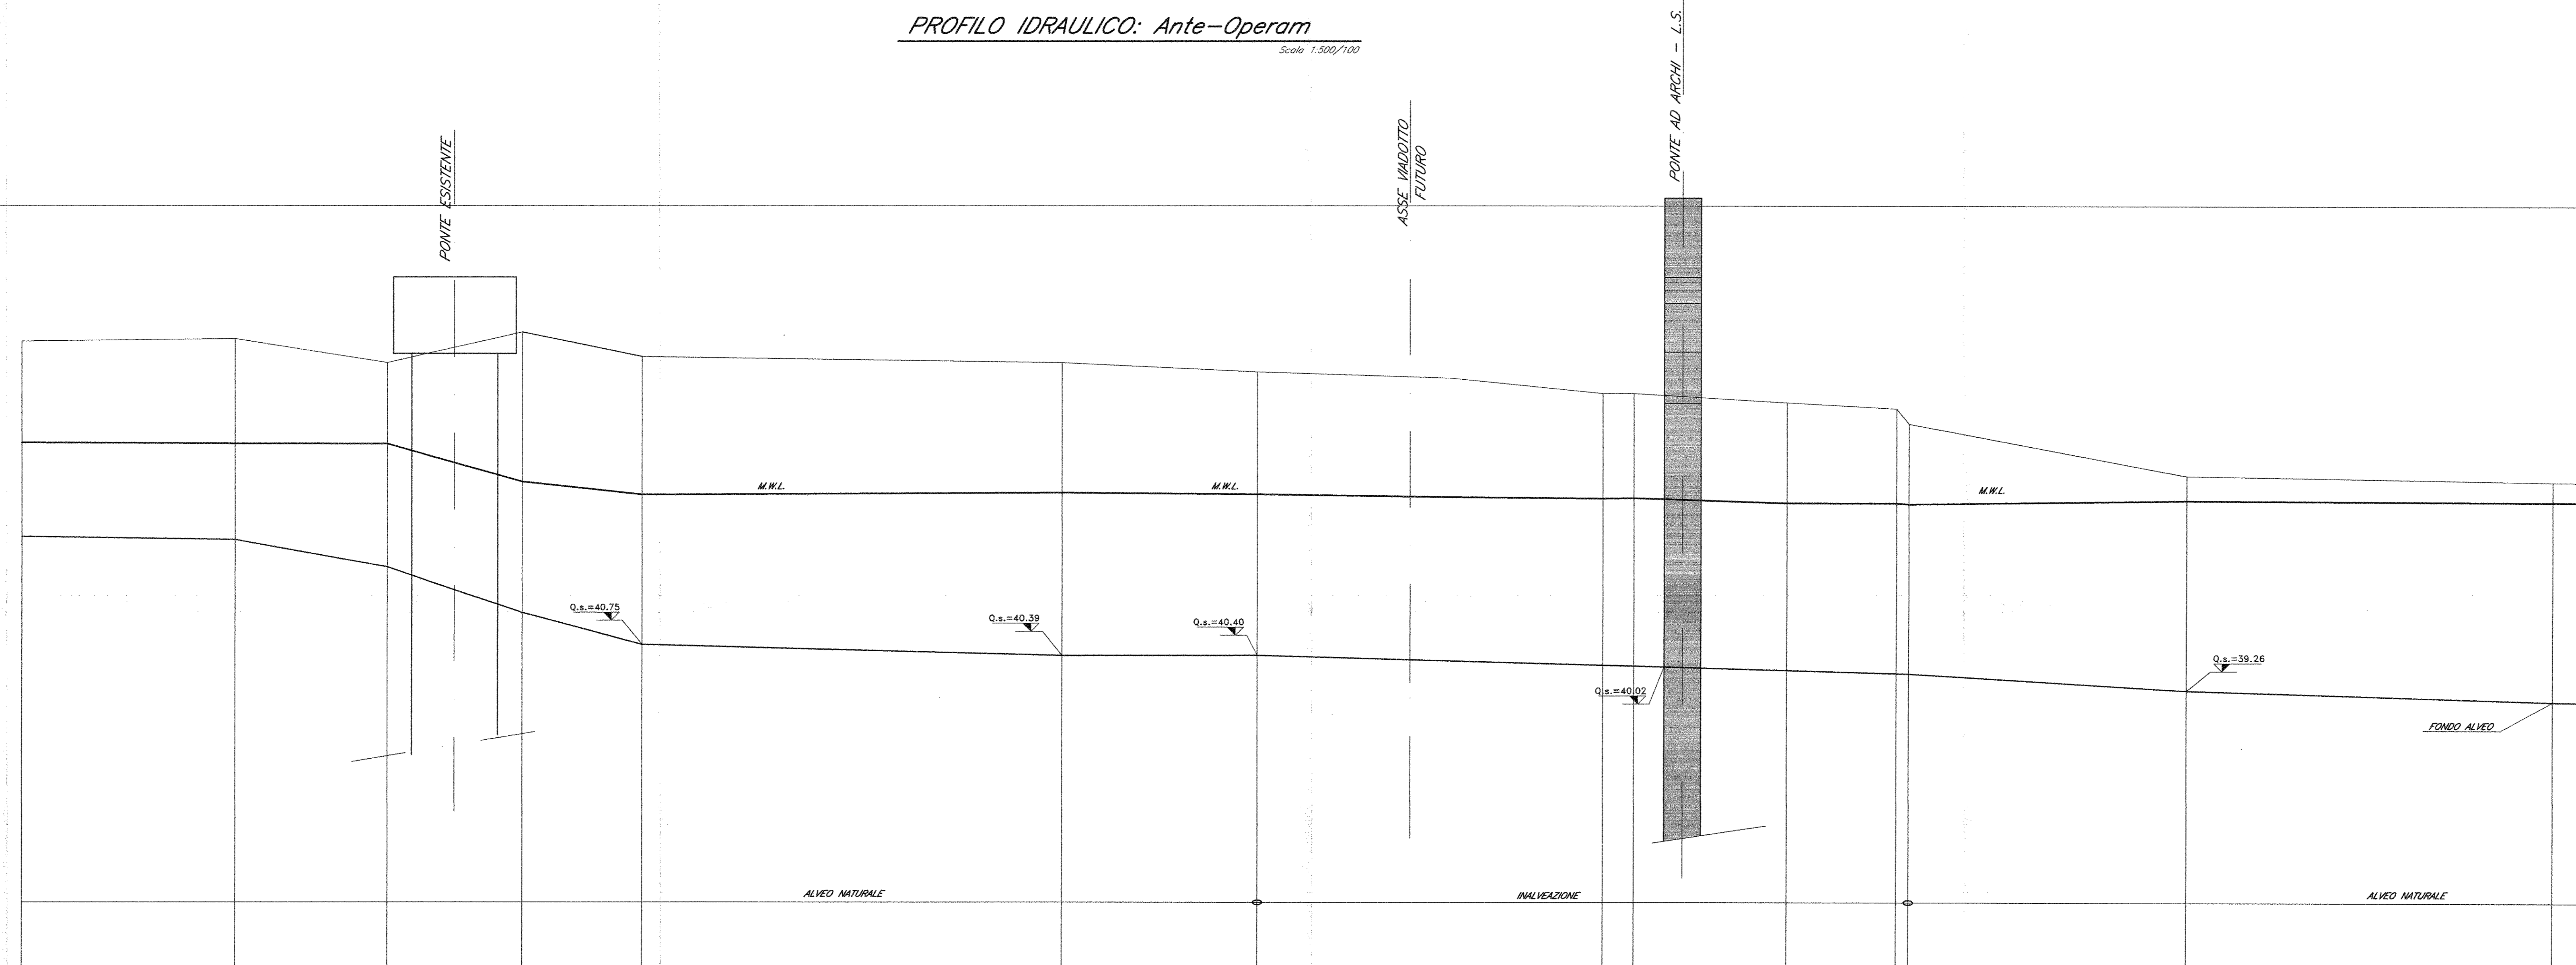 PROFILO IDRAULICO: Ante-Operam
Scala 1:500/100
PONTE ESISTENTE
ASSE VIADOTTO
FUTURO
PONTE AD ARCHI - L.S.
M.W.L.
M.W.L.
M.W.L.
Q.s.=40.75
Q.s.=40.39
Q.s.=40.40
Q.s.=40.02
Q.s.=39.26
FONDO ALVEO
ALVEO NATURALE
INALVEAZIONE
ALVEO NATURALE